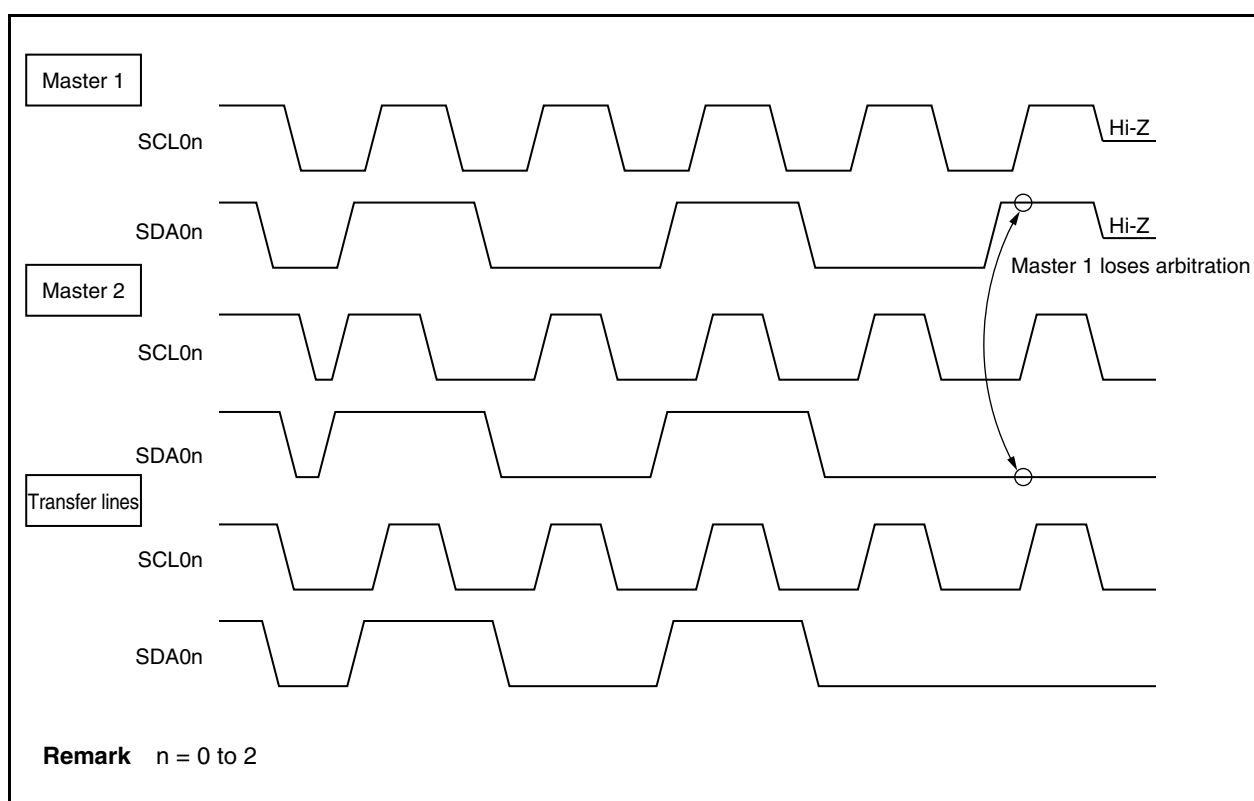 Master 1
SCL0n
Hi-Z
SDA0n
Hi-Z
Master 1 loses arbitration
Master 2
SCL0n
SDA0n
Transfer lines
SCL0n
SDA0n
Remark n = 0 to 2